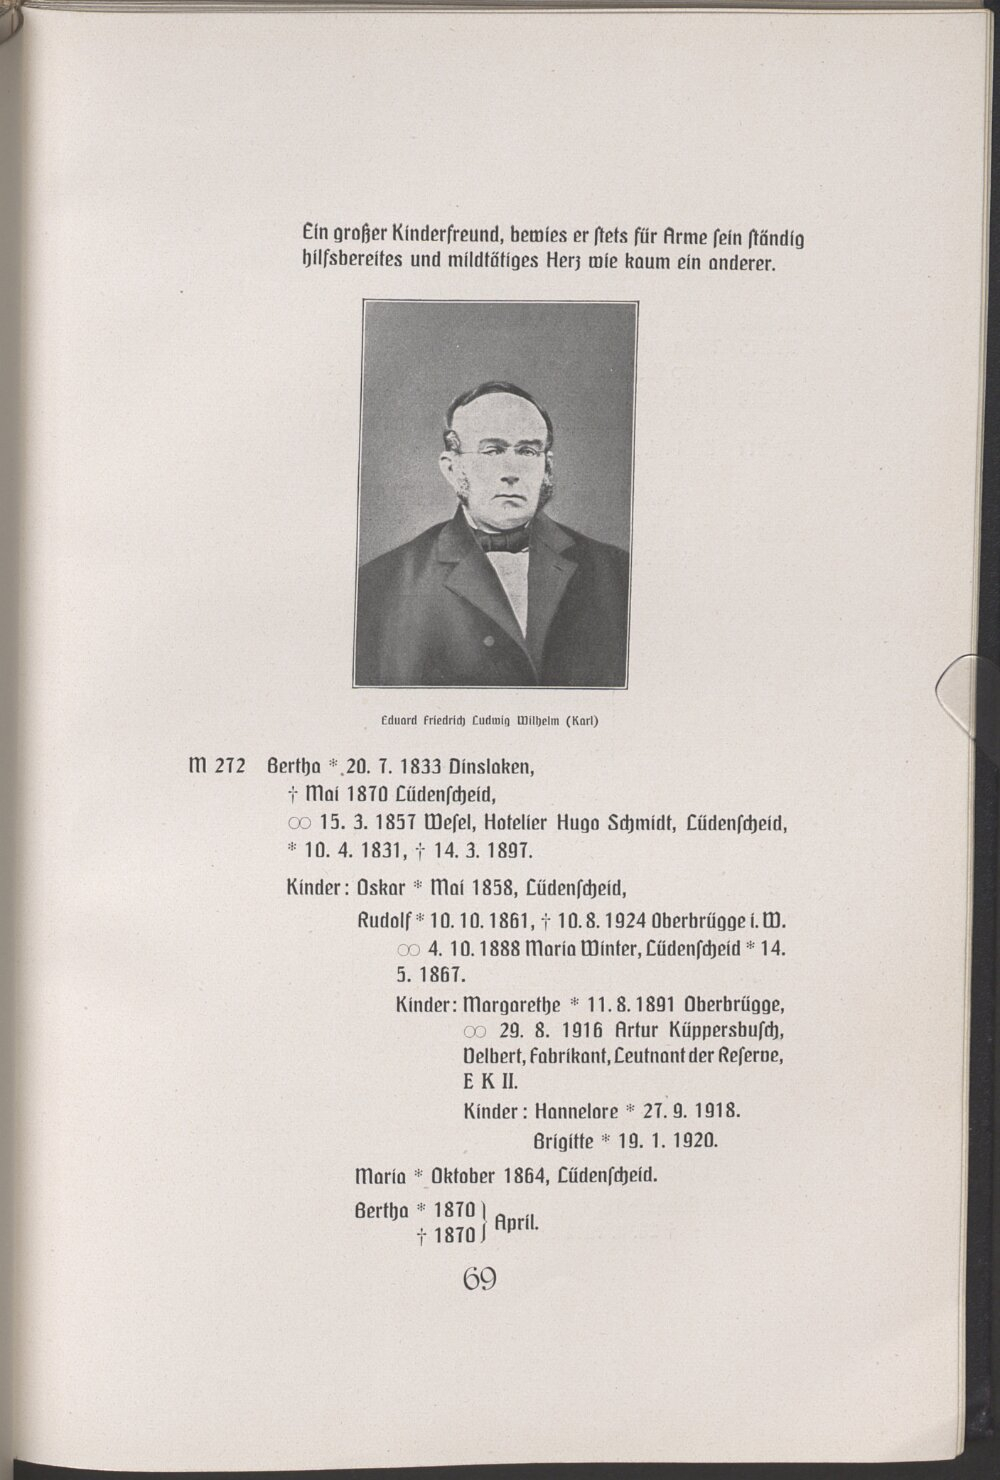 Ein großer Kinderfreund, bewies er stets für Arme sein ständig
hilfsbereites und mildtätiges Herz wie kaum ein anderer.
Eduard Friedrich Ludwig Wilhelm (Karl)
M 272 Bertha * 20. 7. 1833 Dinslaken,
† Mai 1870 Lüdenscheid,
∞ 15. 3. 1857 Wesel, Hotelier Hugo Schmidt, Lüdenscheid,
* 10. 4. 1831, † 14. 3. 1897.
Kinder: Oskar * Mai 1858, Lüdenscheid,
Rudolf * 10. 10. 1861, † 10. 8. 1924 Oberbrügge i. W.
∞ 4. 10. 1888 Maria Winter, Lüdenscheid * 14.
5. 1867.
Kinder: Margarethe * 11. 8. 1891 Oberbrügge,
∞ 29. 8. 1916 Artur Küppersbusch,
Velbert, Fabrikant, Leutnant der Reserve,
E K II.
Kinder: Hannelore * 27. 9. 1918.
Brigitte * 19. 1. 1920.
Maria * Oktober 1864, Lüdenscheid.
Bertha * 1870 } April.
† 1870
69